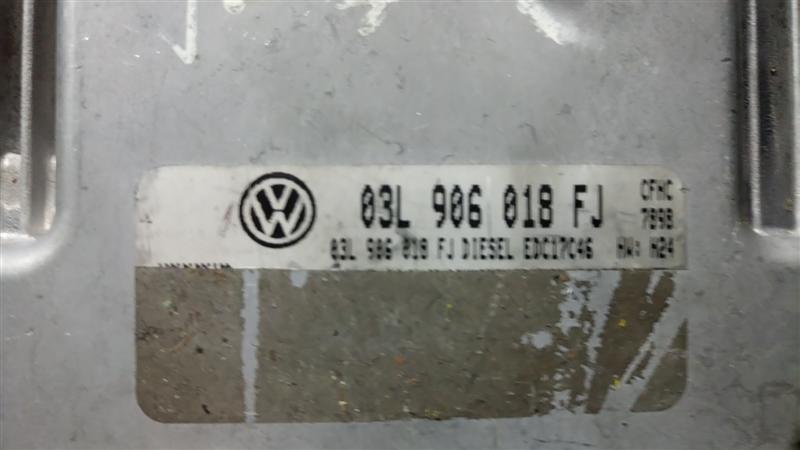 03L 906 018 FJ
CFHC
7898
03L 906 018 FJ DIESEL EDC17C46
HW: H24